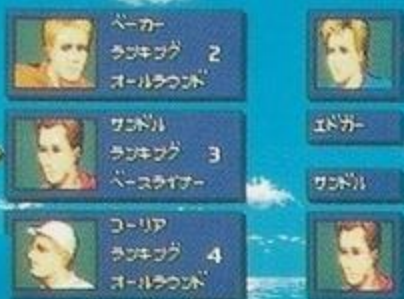 ベーカー
ランキング 2
オールラウンド
サンドル
ランキング 3
ベースライナー
コーリア
ランキング 4
オールラウンド
エドガー
サンドル